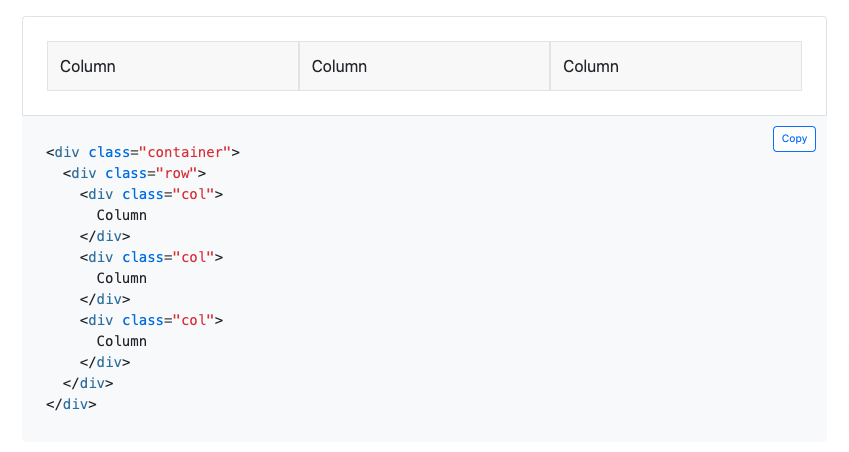 Column Column Column
Copy
<div class="container">
  <div class="row">
    <div class="col">
      Column
    </div>
    <div class="col">
      Column
    </div>
    <div class="col">
      Column
    </div>
  </div>
</div>